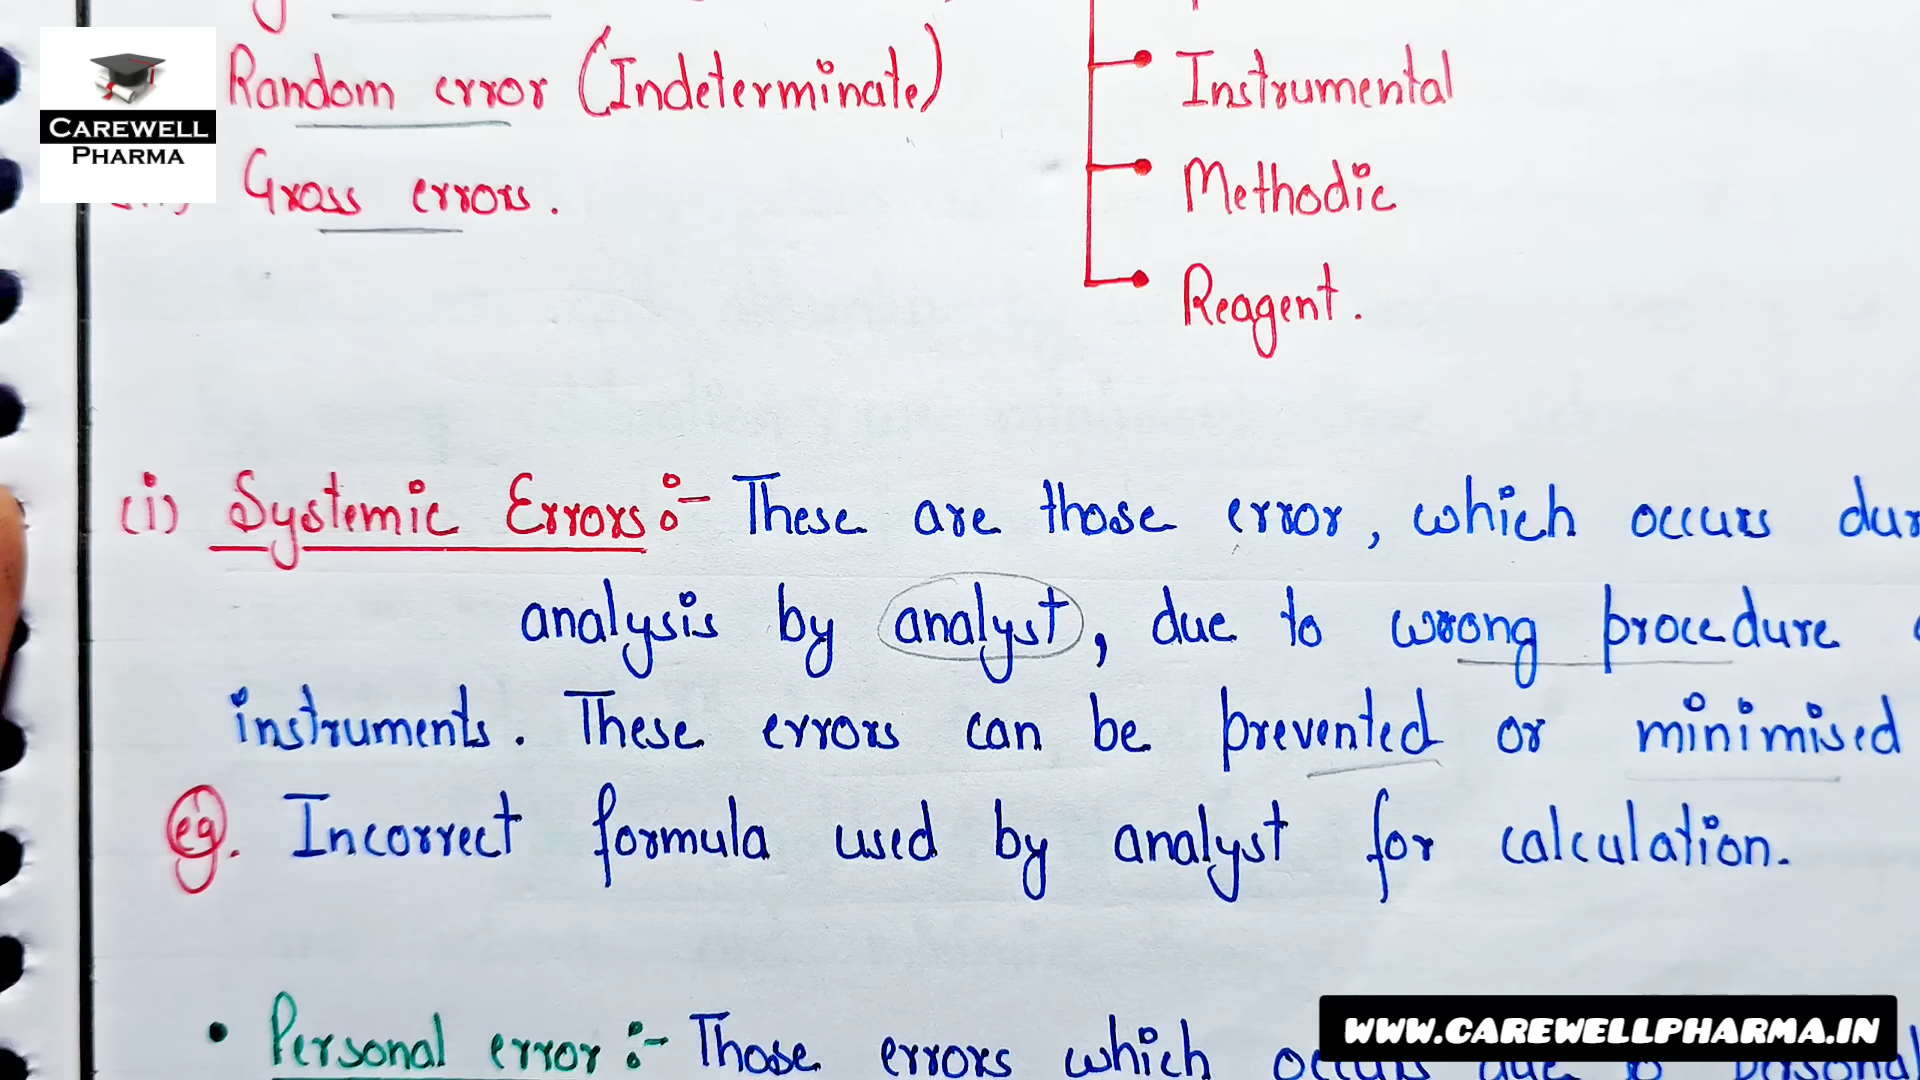 Random error (Indeterminate)
Instrumental
CAREWELL
PHARMA
Gross errors.
Methodic
Reagent.
(i) Systemic Errors :- These are those error, which occurs
analysis by analyst, due to wrong procedure
instruments. These errors can be prevented or minimised
eg. Incorrect formula used by analyst for calculation.
• Personal error :- Those errors which
WWW.CAREWELLPHARMA.IN